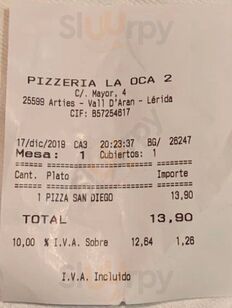 PIZZERIA LA OCA 2
C/. Mayor, 4
25599 Arties - Vall D'Aran - Lérida
CIF: B57254617
17/dic/2019 CA3 20:23:37 BG/ 26247
Mesa: 1 Cubiertos: 1
Cant. Plato Importe
1 PIZZA SAN DIEGO 13,90
TOTAL 13,90
10,00 % I.V.A. Sobre 12,64 1,26
I.V.A. Incluido